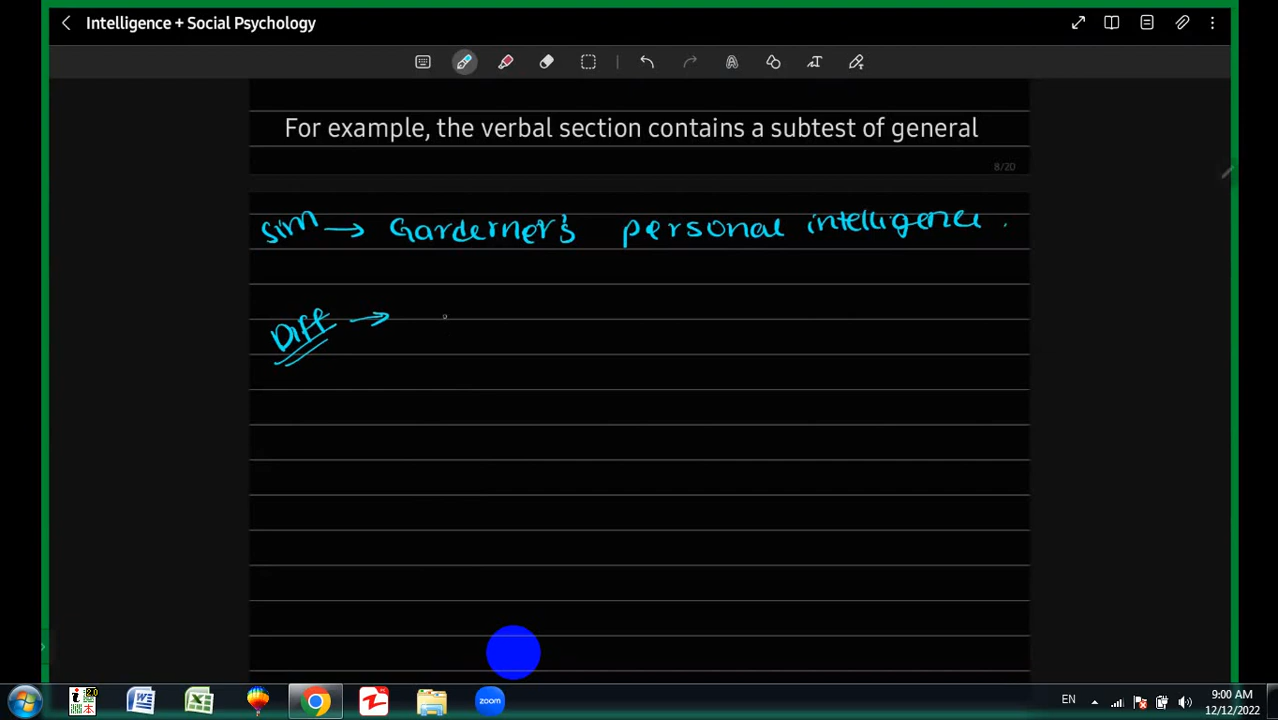 Intelligence + Social Psychology
For example, the verbal section contains a subtest of general
8/20
Sim → Garderner's personal intelligence.
Diff →
EN
9:00 AM
12/12/2022
zoom